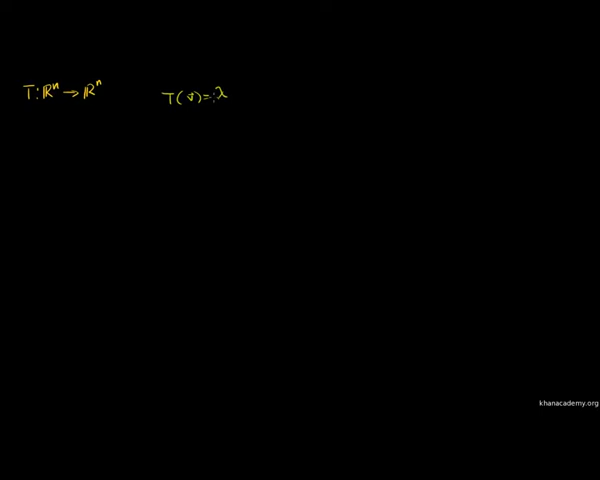 T: ℝⁿ → ℝⁿ T(v⃗) = λ
khanacademy.org